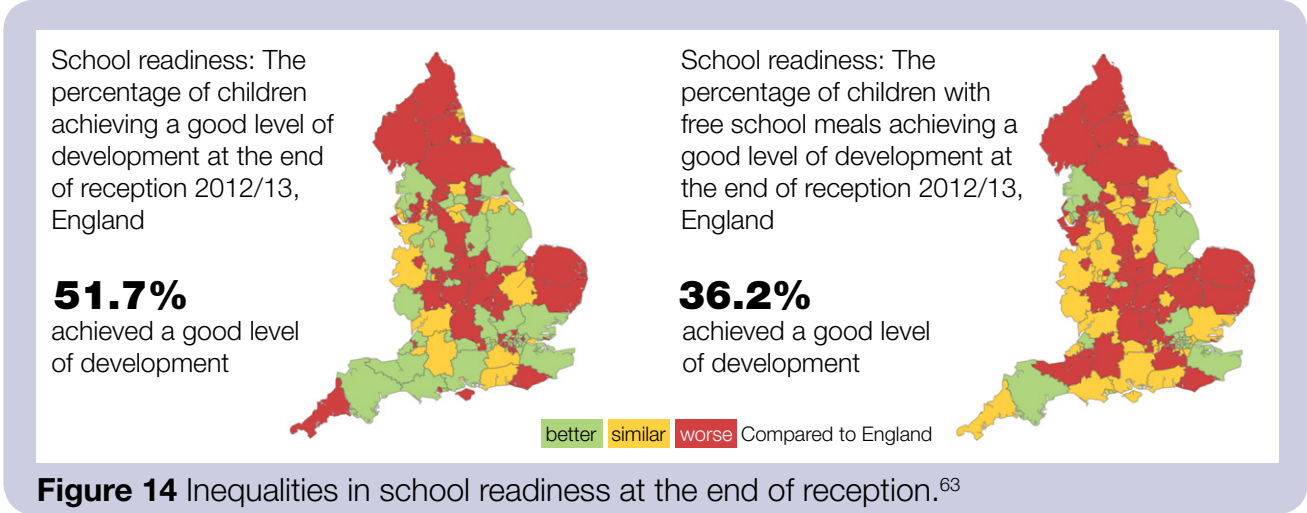 School readiness: The
percentage of children
achieving a good level of
development at the end
of reception 2012/13,
England
51.7%
achieved a good level
of development
School readiness: The
percentage of children with
free school meals achieving a
good level of development at
the end of reception 2012/13,
England
36.2%
achieved a good level
of development
better similar worse Compared to England
Figure 14 Inequalities in school readiness at the end of reception.63